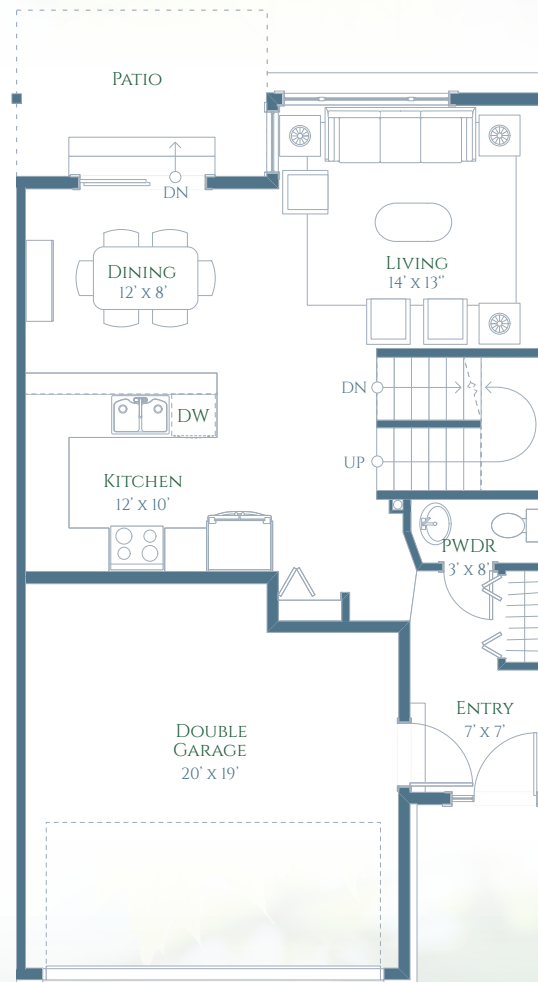 PATIO
DN
DINING
12' X 8'
LIVING
14' X 13'
DN
DW
UP
KITCHEN
12' X 10'
PWDR
3' X 8'
ENTRY
7' X 7'
DOUBLE
GARAGE
20' X 19'